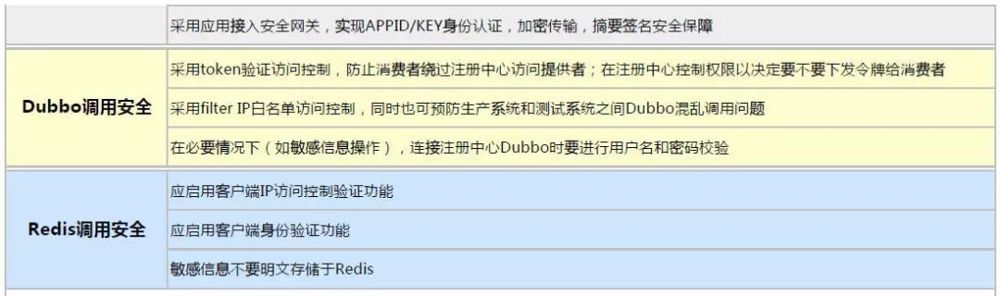 采用应用接入安全网关，实现APPID/KEY身份认证，加密传输，摘要签名安全保障
Dubbo调用安全
采用token验证访问控制，防止消费者绕过注册中心访问提供者；在注册中心控制权限以决定要不要下发令牌给消费者
采用filter IP白名单访问控制，同时也可预防生产系统和测试系统之间Dubbo混乱调用问题
在必要情况下（如敏感信息操作），连接注册中心Dubbo时要进行用户名和密码校验
Redis调用安全
应启用客户端IP访问控制验证功能
应启用客户端身份验证功能
敏感信息不要明文存储于Redis